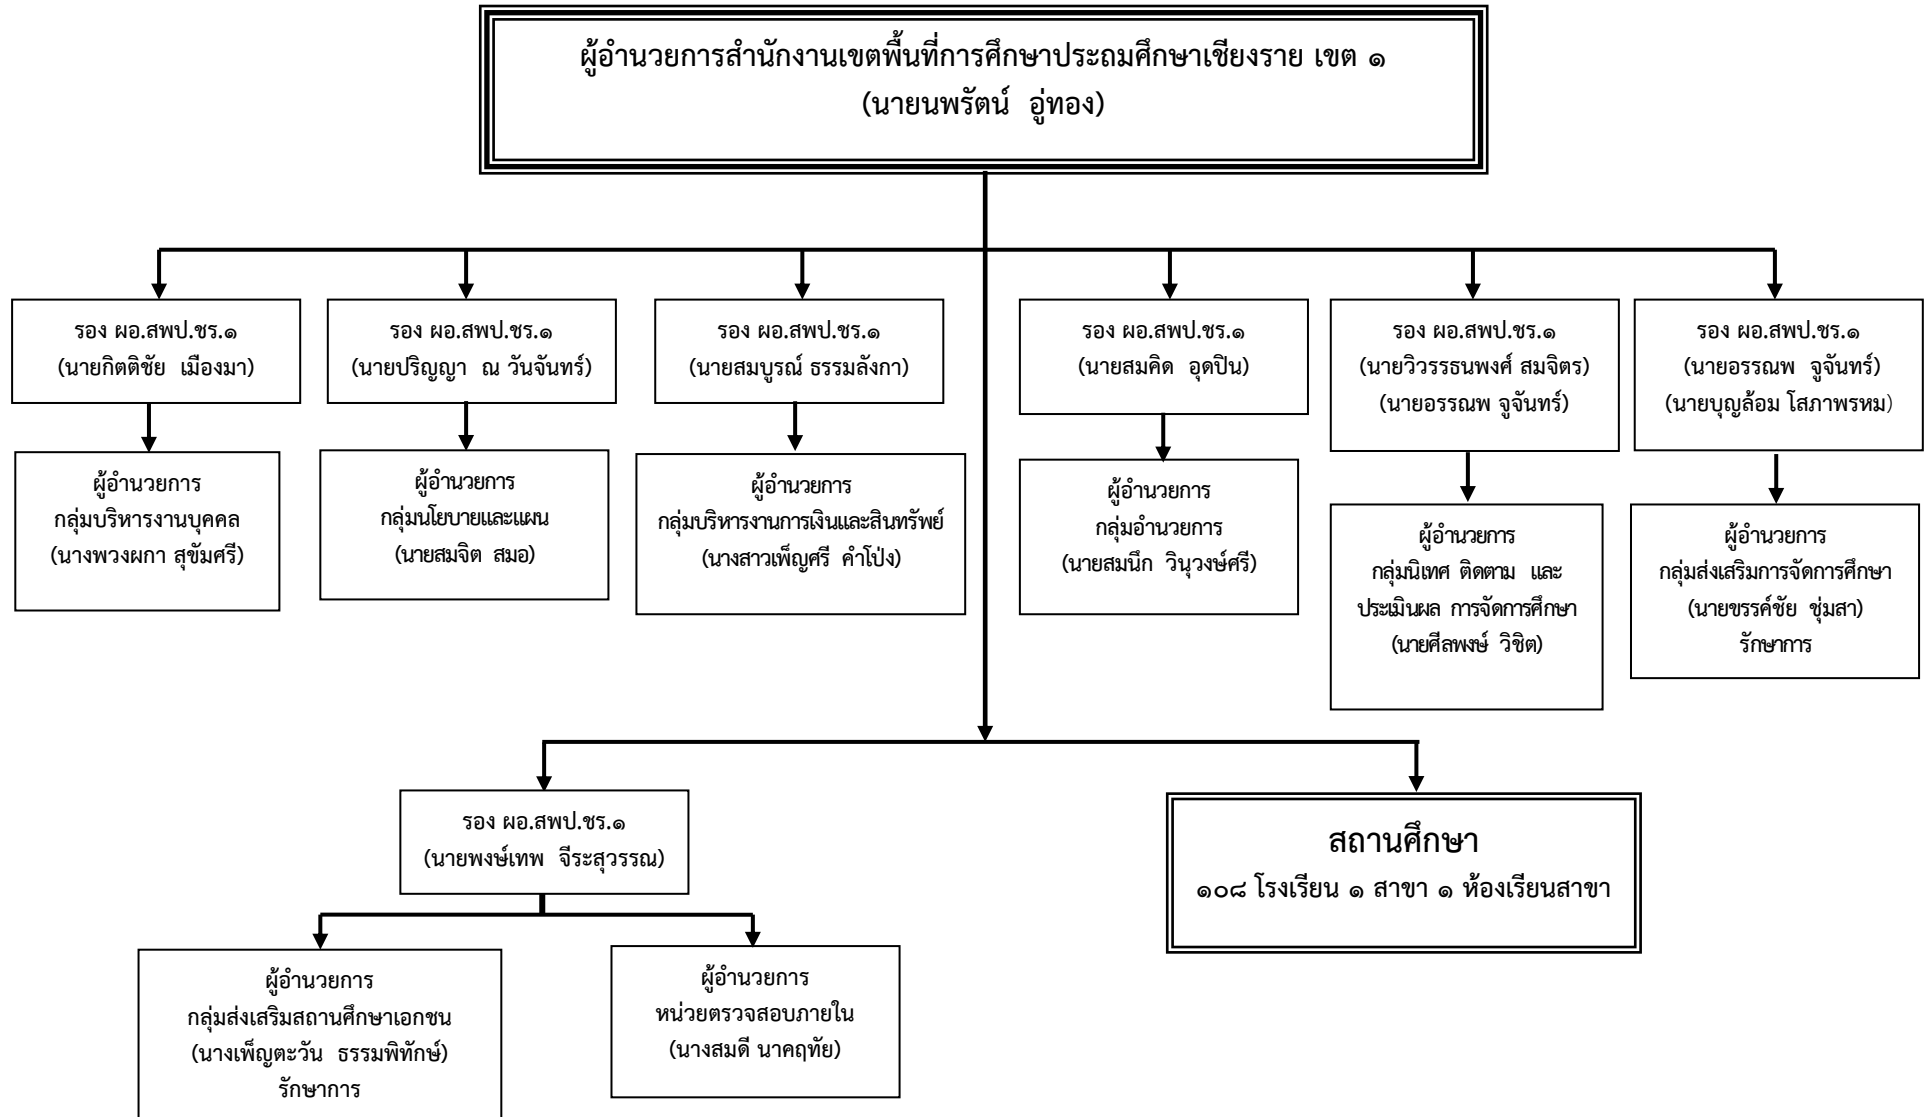 ผู้อำนวยการสำนักงานเขตพื้นที่การศึกษาประถมศึกษาเชียงราย เขต ๑
(นายนพรัตน์ อู่ทอง)
รอง ผอ.สพป.ชร.๑
(นายกิตติชัย เมืองมา)
รอง ผอ.สพป.ชร.๑
(นายปริญญา ณ วันจันทร์)
รอง ผอ.สพป.ชร.๑
(นายสมบูรณ์ ธรรมลังกา)
รอง ผอ.สพป.ชร.๑
(นายสมคิด อุดปิน)
รอง ผอ.สพป.ชร.๑
(นายวิวรรธนพงศ์ สมจิตร)
(นายอรรณพ จูจันทร์)
รอง ผอ.สพป.ชร.๑
(นายอรรณพ จูจันทร์)
(นายบุญล้อม โสภาพรหม)
ผู้อำนวยการ
กลุ่มบริหารงานบุคคล
(นางพวงผกา สุขัมศรี)
ผู้อำนวยการ
กลุ่มนโยบายและแผน
(นายสมจิต สมอ)
ผู้อำนวยการ
กลุ่มบริหารงานการเงินและสินทรัพย์
(นางสาวเพ็ญศรี คำโป่ง)
ผู้อำนวยการ
กลุ่มอำนวยการ
(นายสมนึก วินุวงษ์ศรี)
ผู้อำนวยการ
กลุ่มนิเทศ ติดตาม และ
ประเมินผล การจัดการศึกษา
(นายศีลพงษ์ วิชิต)
ผู้อำนวยการ
กลุ่มส่งเสริมการจัดการศึกษา
(นายขรรค์ชัย ชุ่มสา)
รักษาการ
รอง ผอ.สพป.ชร.๑
(นายพงษ์เทพ จีระสุวรรณ)
สถานศึกษา
๑๐๘ โรงเรียน ๑ สาขา ๑ ห้องเรียนสาขา
ผู้อำนวยการ
กลุ่มส่งเสริมสถานศึกษาเอกชน
(นางเพ็ญตะวัน ธรรมพิทักษ์)
รักษาการ
ผู้อำนวยการ
หน่วยตรวจสอบภายใน
(นางสมดี นาคฤทัย)